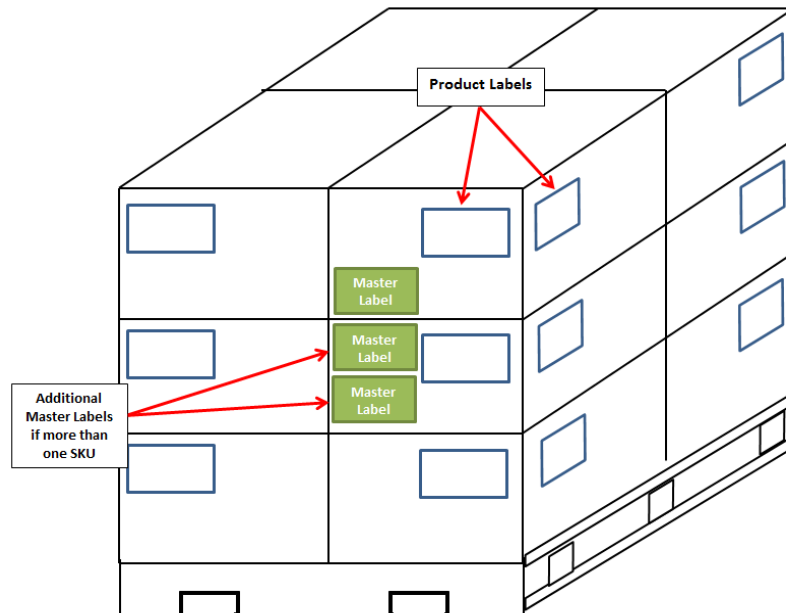 Product Labels
Master
Label
Master
Label
Master
Label
Additional
Master Labels
if more than
one SKU